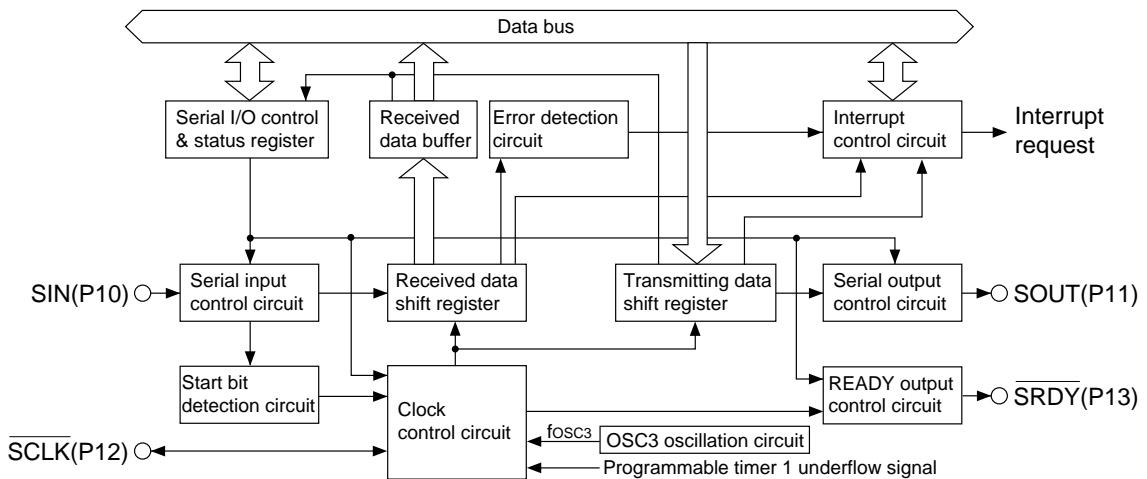 Data bus
Serial I/O control
& status register
Received
data buffer
Error detection
circuit
Interrupt
control circuit
Interrupt
request
SIN(P10)
Serial input
control circuit
Received data
shift register
Transmitting data
shift register
Serial output
control circuit
SOUT(P11)
Start bit
detection circuit
Clock
control circuit
READY output
control circuit
SRDY(P13)
SCLK(P12)
fOSC3
OSC3 oscillation circuit
Programmable timer 1 underflow signal